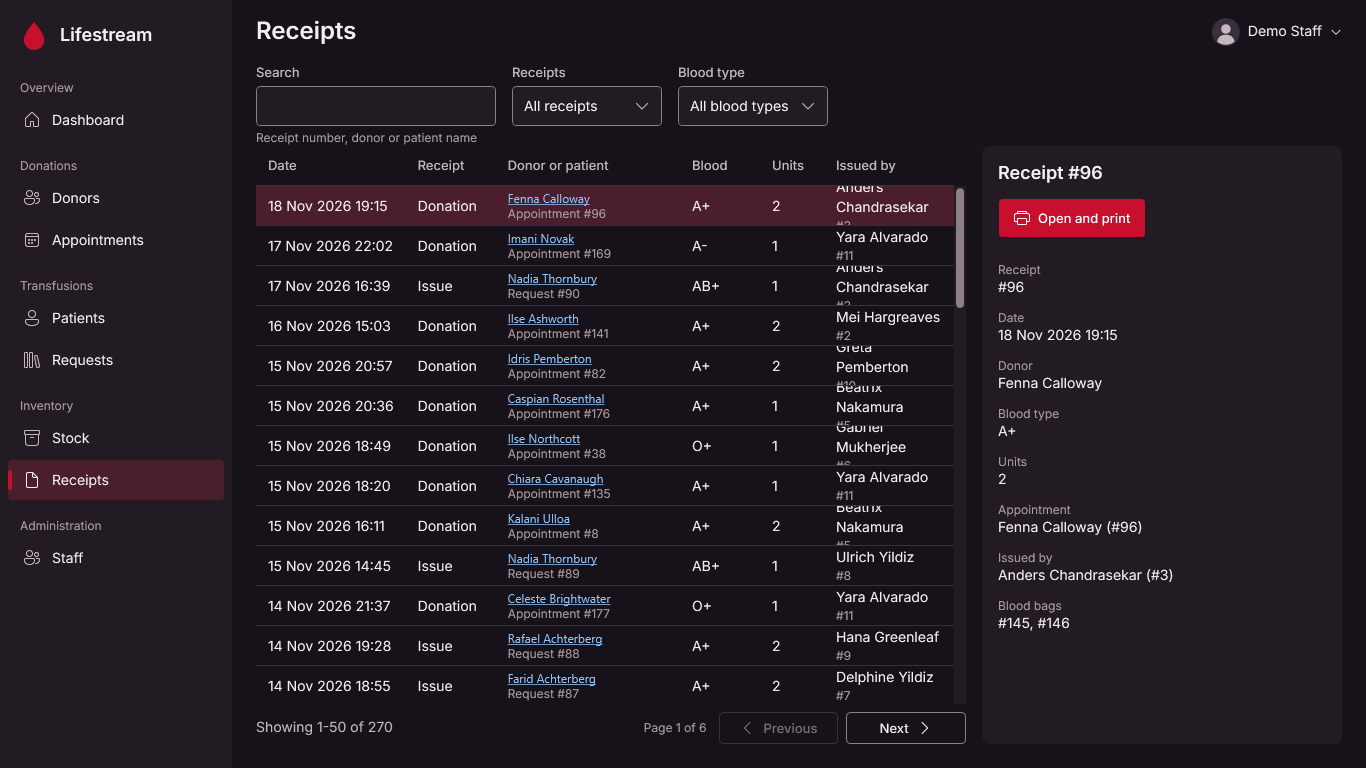 Lifestream
Overview
Dashboard
Donations
Donors
Appointments
Transfusions
Patients
Requests
Inventory
Stock
Receipts
Administration
Staff
Receipts
Demo Staff
Search
Receipts
Blood type
All receipts
All blood types
Receipt number, donor or patient name
Date Receipt Donor or patient Blood Units Issued by
18 Nov 2026 19:15 Donation Fenna Calloway Appointment #96 A+ 2 Anders Chandrasekar
17 Nov 2026 22:02 Donation Imani Novak Appointment #169 A- 1 Yara Alvarado #11
17 Nov 2026 16:39 Issue Nadia Thornbury Request #90 AB+ 1 Anders Chandrasekar
16 Nov 2026 15:03 Donation Ilse Ashworth Appointment #141 A+ 2 Mei Hargreaves #2
15 Nov 2026 20:57 Donation Idris Pemberton Appointment #82 A+ 2 Greta Pemberton
15 Nov 2026 20:36 Donation Caspian Rosenthal Appointment #176 A+ 1 Beatrix Nakamura
15 Nov 2026 18:49 Donation Ilse Northcott Appointment #38 O+ 1 Gabriel Mukherjee
15 Nov 2026 18:20 Donation Chiara Cavanaugh Appointment #135 A+ 1 Yara Alvarado #11
15 Nov 2026 16:11 Donation Kalani Ulloa Appointment #8 A+ 2 Beatrix Nakamura
15 Nov 2026 14:45 Issue Nadia Thornbury Request #89 AB+ 1 Ulrich Yildiz #8
14 Nov 2026 21:37 Donation Celeste Brightwater Appointment #177 O+ 1 Yara Alvarado #11
14 Nov 2026 19:28 Issue Rafael Achterberg Request #88 A+ 2 Hana Greenleaf #9
14 Nov 2026 18:55 Issue Farid Achterberg Request #87 A+ 2 Delphine Yildiz #7
Showing 1-50 of 270
Page 1 of 6
Previous
Next
Receipt #96
Open and print
Receipt
#96
Date
18 Nov 2026 19:15
Donor
Fenna Calloway
Blood type
A+
Units
2
Appointment
Fenna Calloway (#96)
Issued by
Anders Chandrasekar (#3)
Blood bags
#145, #146